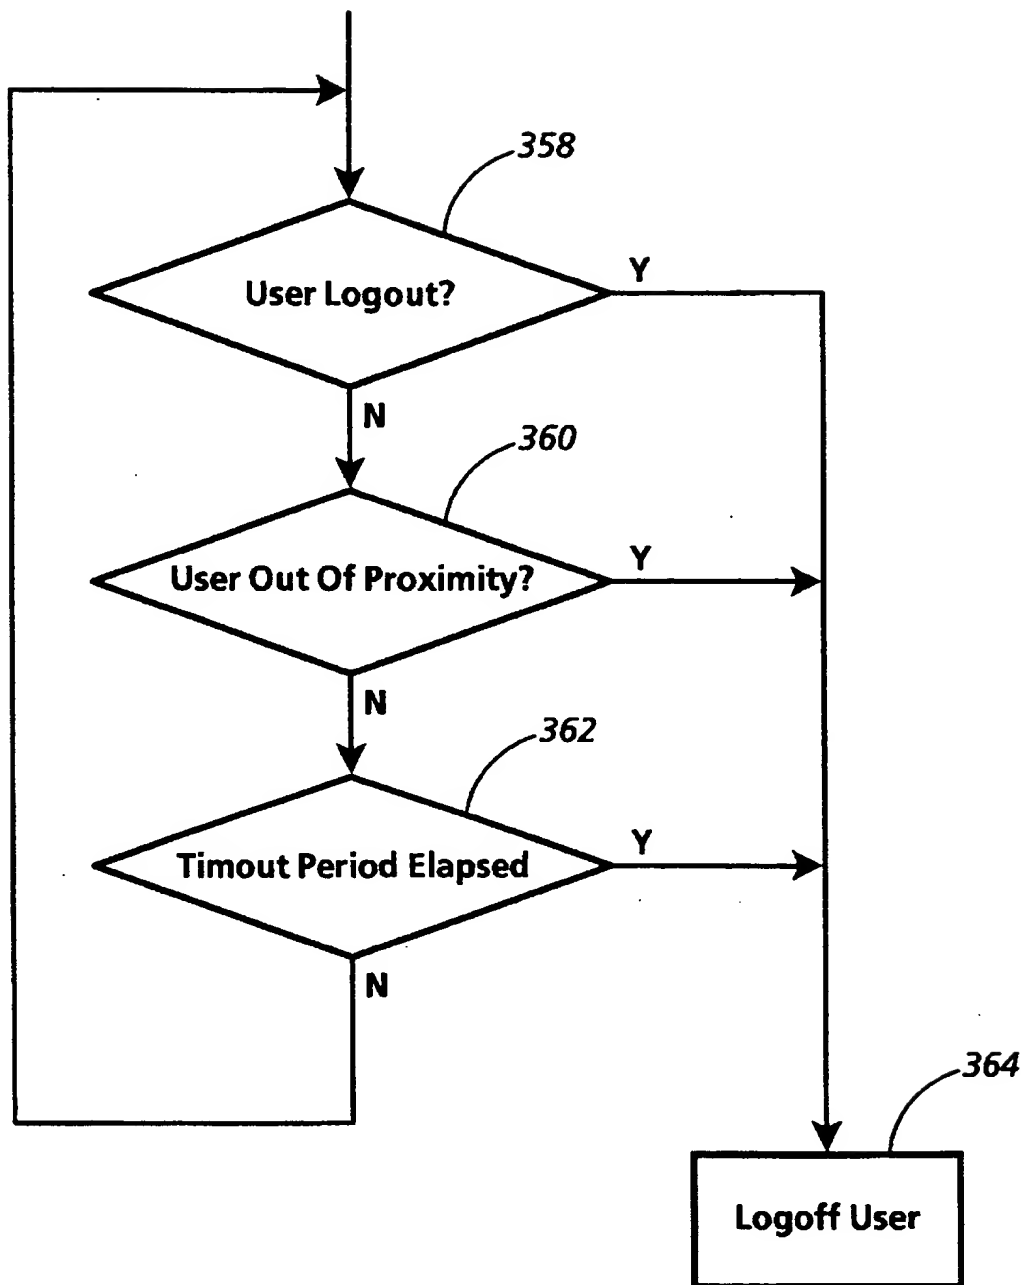 358
User Logout?
Y
N
360
User Out Of Proximity?
Y
N
362
Timout Period Elapsed
Y
N
364
Logoff User